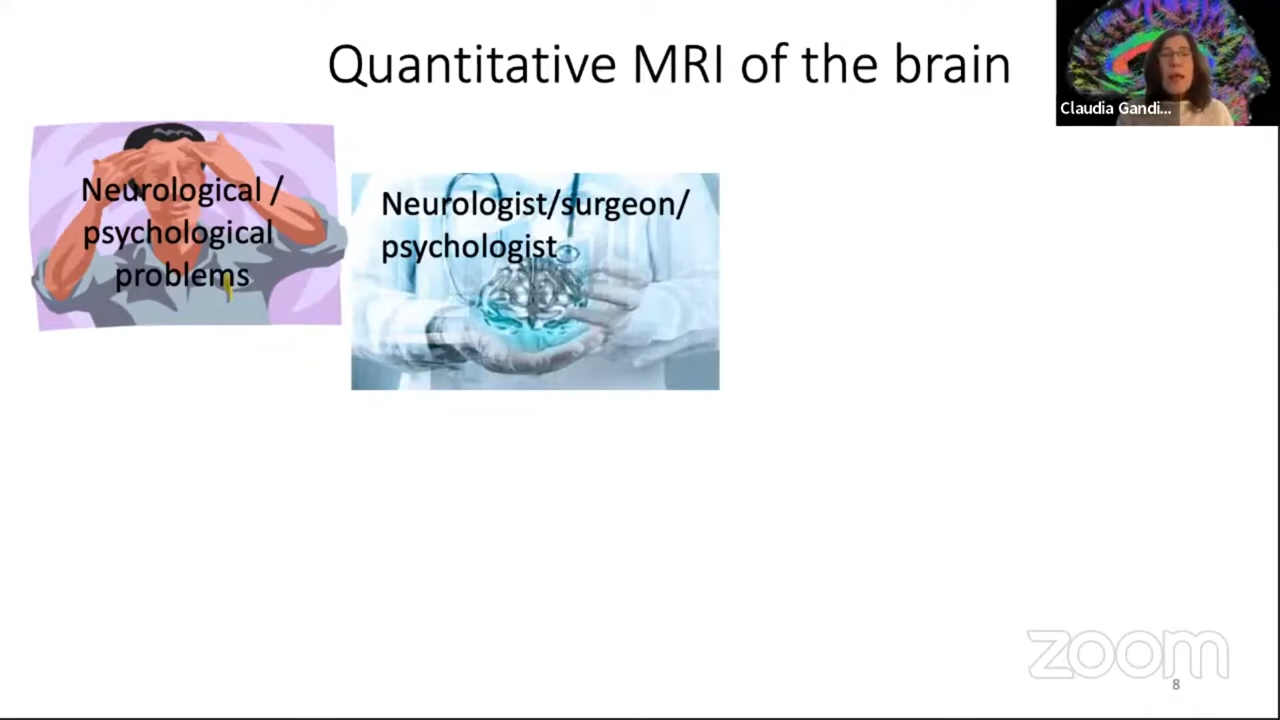 Quantitative MRI of the brain
Claudia Gandi...
Neurological /
psychological
problems
Neurologist/surgeon/
psychologist
zoom
8